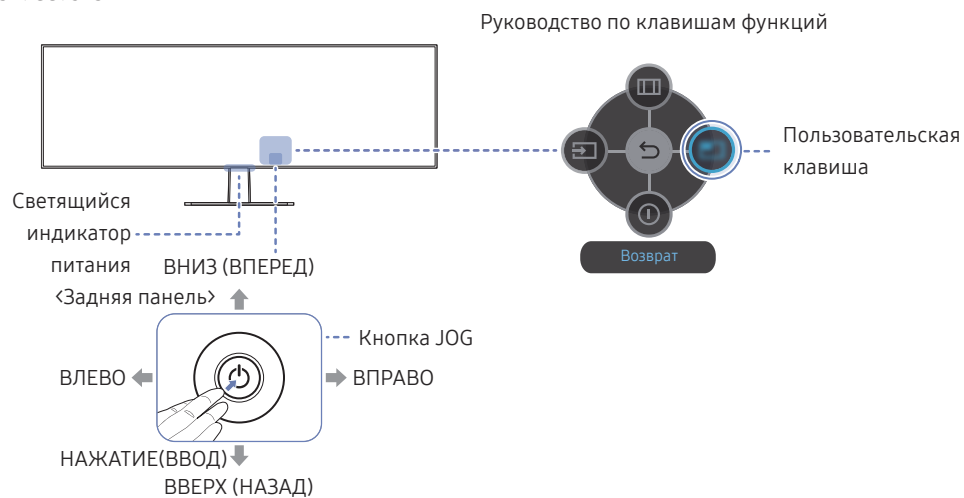 Руководство по клавишам функций
Пользовательская
клавиша
Возврат
Светящийся
индикатор
питания
ВНИЗ (ВПЕРЕД)
<Задняя панель>
Кнопка JOG
ВЛЕВО
ВПРАВО
НАЖАТИЕ(ВВОД)
ВВЕРХ (НАЗАД)